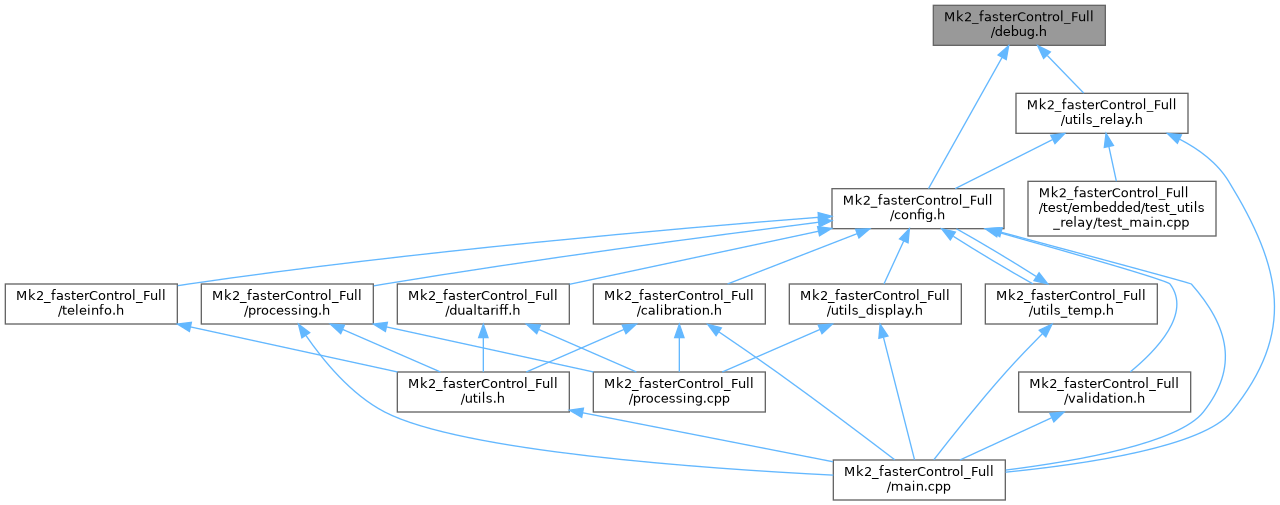 Mk2_fasterControl_Full
/debug.h
Mk2_fasterControl_Full
/utils_relay.h
Mk2_fasterControl_Full
/config.h
Mk2_fasterControl_Full
/test/embedded/test_utils
_relay/test_main.cpp
Mk2_fasterControl_Full
/teleinfo.h
Mk2_fasterControl_Full
/processing.h
Mk2_fasterControl_Full
/dualtariff.h
Mk2_fasterControl_Full
/calibration.h
Mk2_fasterControl_Full
/utils_display.h
Mk2_fasterControl_Full
/utils_temp.h
Mk2_fasterControl_Full
/utils.h
Mk2_fasterControl_Full
/processing.cpp
Mk2_fasterControl_Full
/validation.h
Mk2_fasterControl_Full
/main.cpp